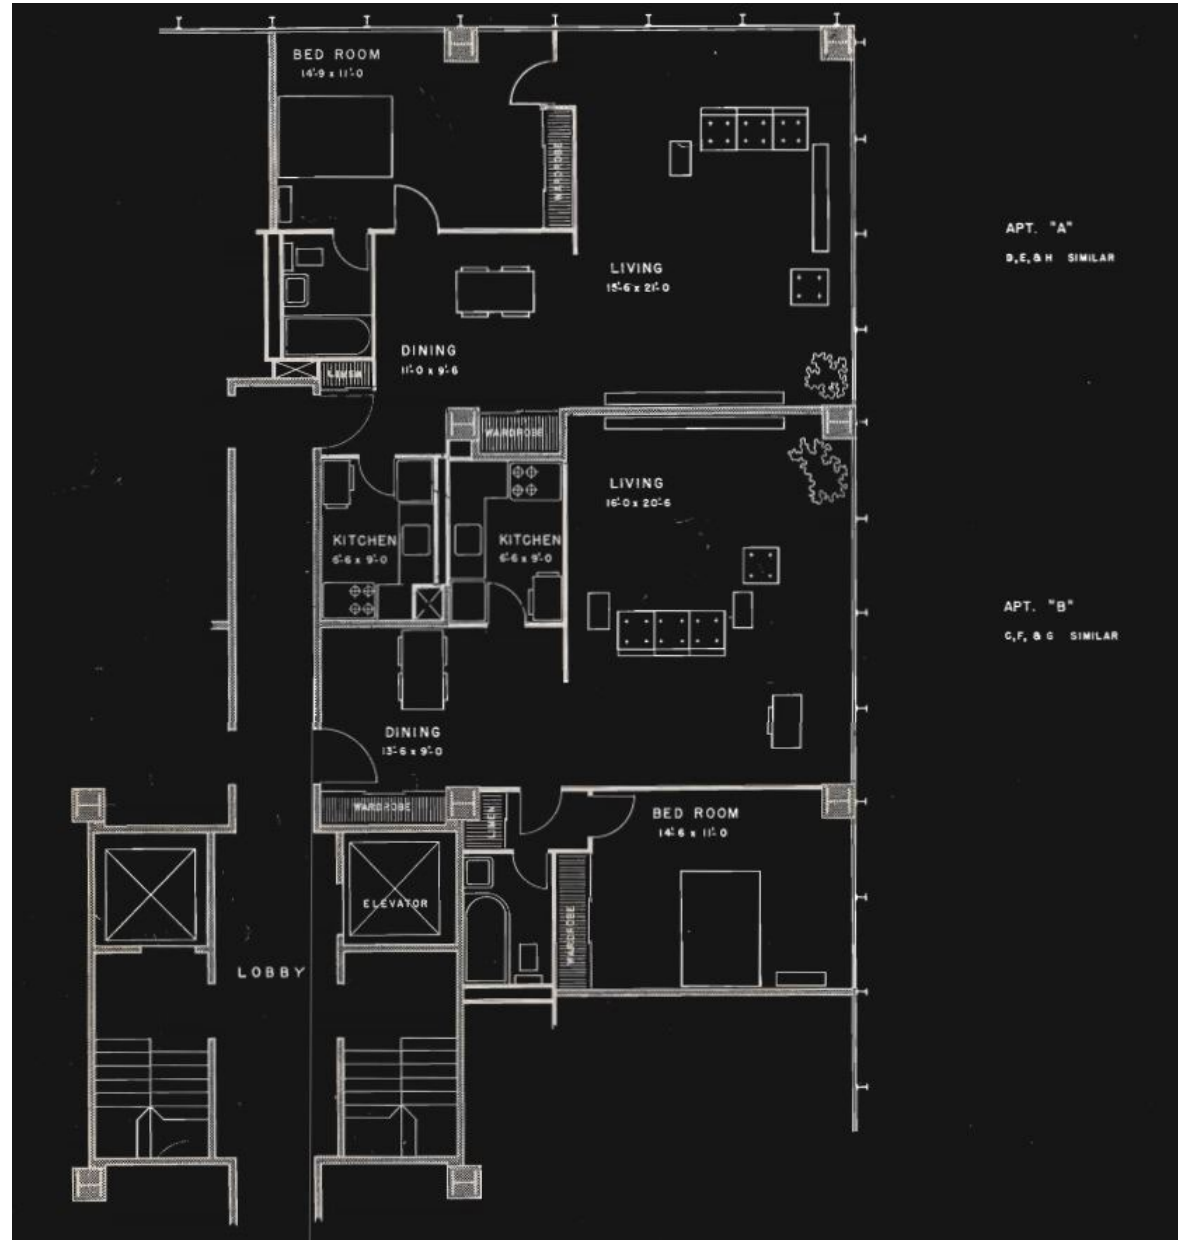 BED ROOM
14'-9 x 11'-0
WARDROBE
APT. "A"
D,E,& H SIMILAR
LIVING
15'-6 x 21'-0
DINING
11'-0 x 9'-6
LINEN
WARDROBE
LIVING
16'-0 x 20'-6
KITCHEN
6'-6 x 9'-0
KITCHEN
6'-6 x 9'-0
APT. "B"
C,F, & G SIMILAR
DINING
13'-6 x 9'-0
WARDROBE
LINEN
BED ROOM
14'-6 x 11'-0
ELEVATOR
WARDROBE
LOBBY